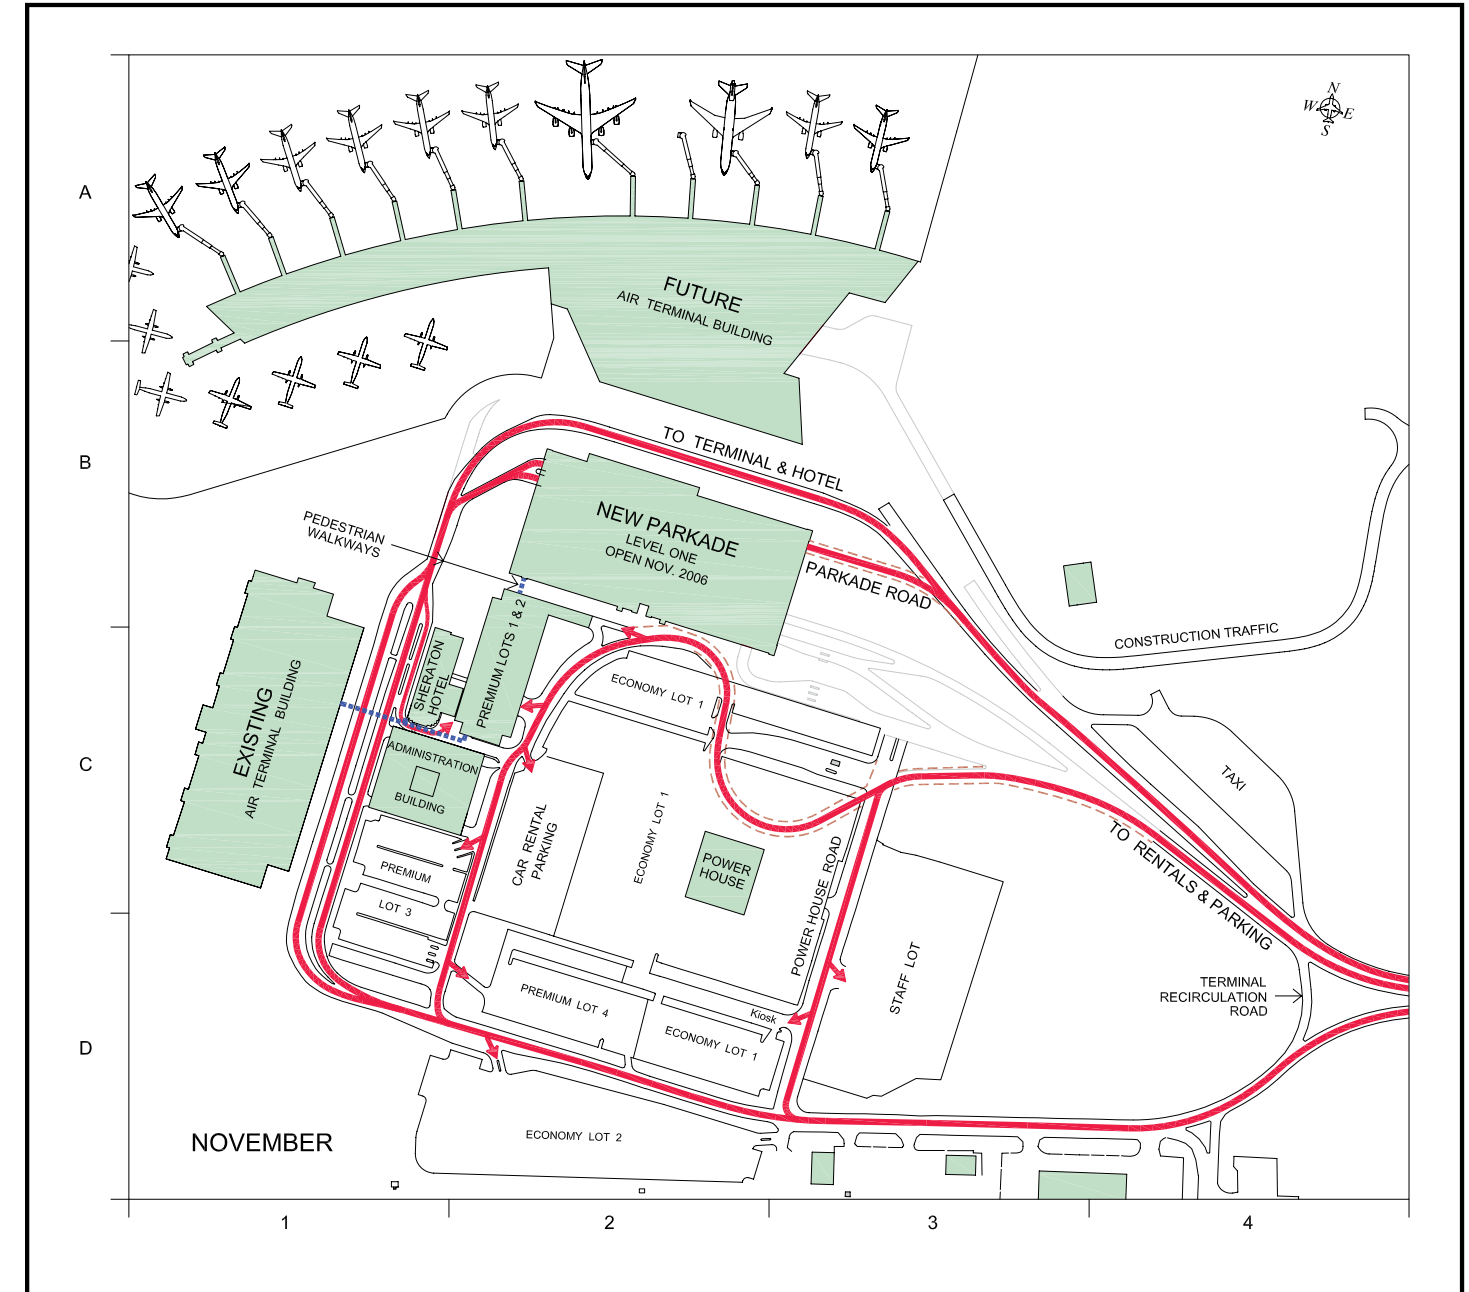 N
W E
S
A
FUTURE
AIR TERMINAL BUILDING
B
TO TERMINAL & HOTEL
NEW PARKADE
LEVEL ONE
OPEN NOV. 2006
PEDESTRIAN
WALKWAYS
PARKADE ROAD
CONSTRUCTION TRAFFIC
PREMIUM LOTS 1 & 2
SHERATON
HOTEL
ECONOMY LOT 1
EXISTING
AIR TERMINAL BUILDING
C
ADMINISTRATION
BUILDING
TAXI
CAR RENTAL
PARKING
ECONOMY LOT 1
POWER
HOUSE
POWER HOUSE ROAD
TO RENTALS & PARKING
PREMIUM
LOT 3
STAFF LOT
TERMINAL
RECIRCULATION
ROAD
PREMIUM LOT 4
Kiosk
ECONOMY LOT 1
D
NOVEMBER
ECONOMY LOT 2
1 2 3 4